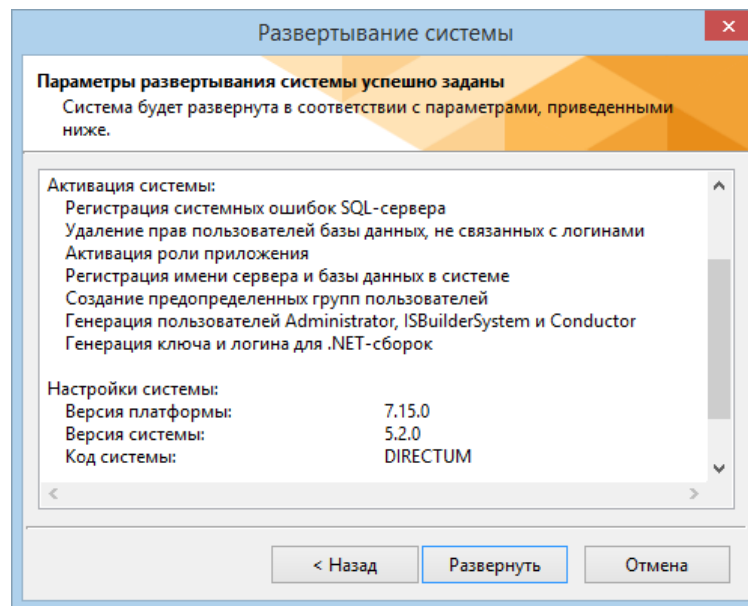 Развертывание системы
Параметры развертывания системы успешно заданы
Система будет развернута в соответствии с параметрами, приведенными
ниже.
Активация системы:
Регистрация системных ошибок SQL-сервера
Удаление прав пользователей базы данных, не связанных с логинами
Активация роли приложения
Регистрация имени сервера и базы данных в системе
Создание предопределенных групп пользователей
Генерация пользователей Administrator, ISBuilderSystem и Conductor
Генерация ключа и логина для .NET-сборок
Настройки системы:
Версия платформы: 7.15.0
Версия системы: 5.2.0
Код системы: DIRECTUM
< Назад Развернуть Отмена